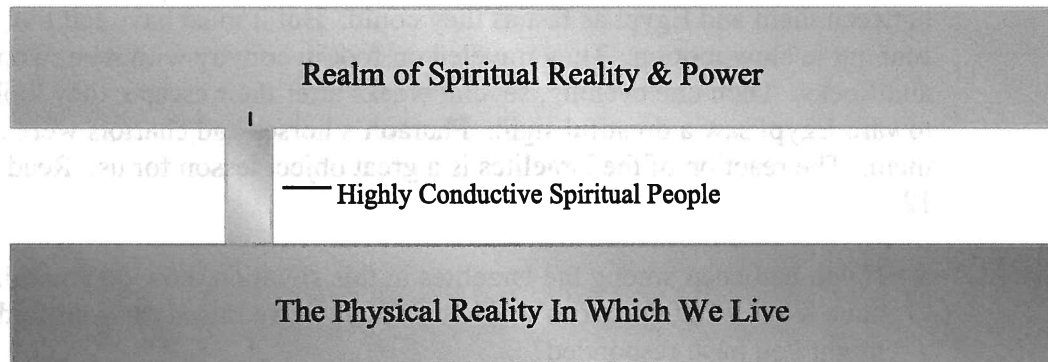 Realm of Spiritual Reality & Power
Highly Conductive Spiritual People
The Physical Reality In Which We Live